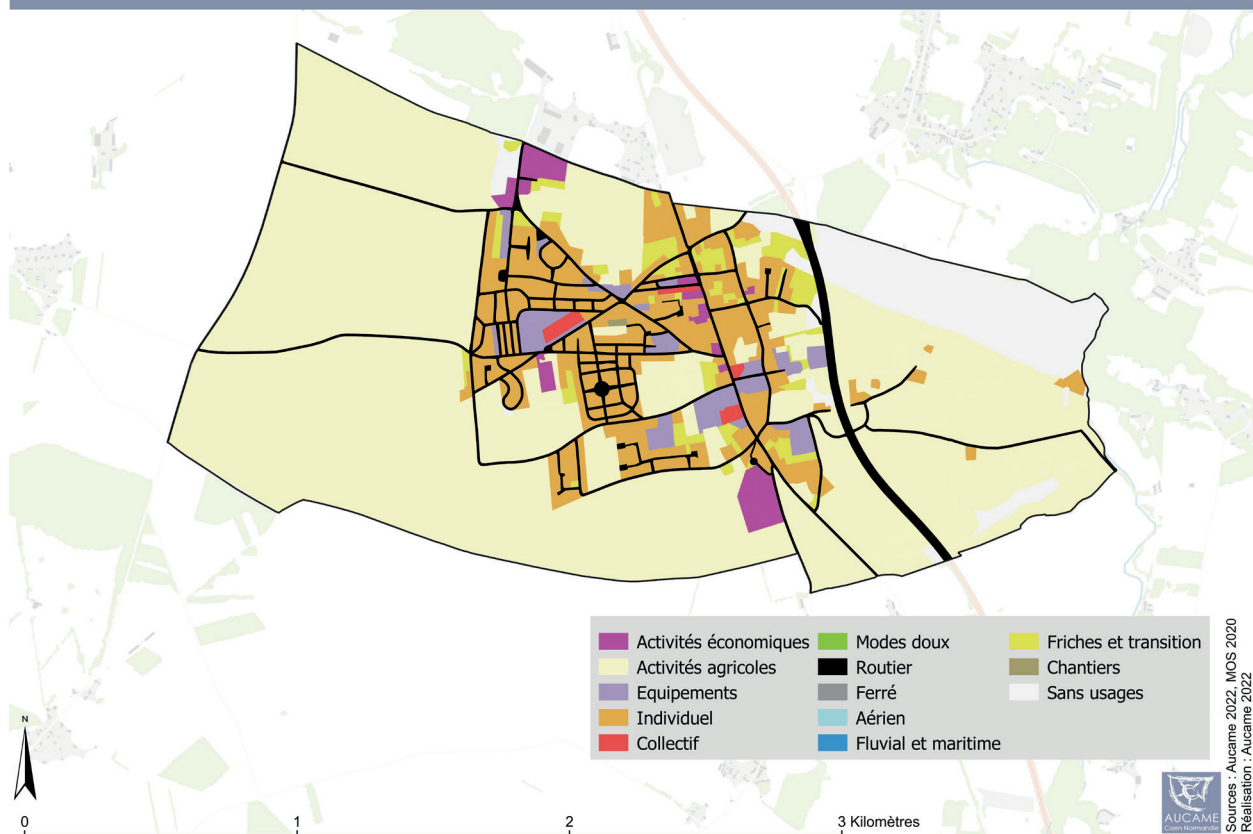 Activités économiques
Activités agricoles
Equipements
Individuel
Collectif
Modes doux
Routier
Ferré
Aérien
Fluvial et maritime
Friches et transition
Chantiers
Sans usages
N
0
1
2
3 Kilomètres
AUCAME
Caen Normandie
Sources : Aucame 2022, MOS 2020
Réalisation : Aucame 2022